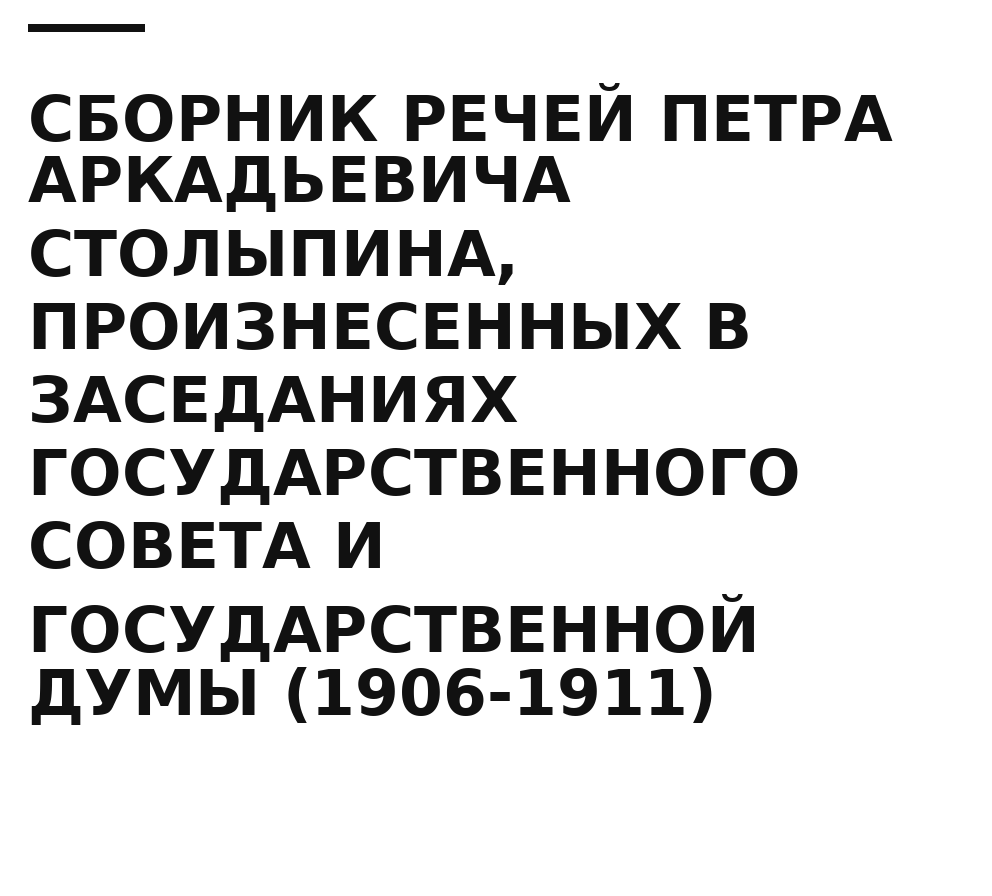 СБОРНИК РЕЧЕЙ ПЕТРА
АРКАДЬЕВИЧА
СТОЛЫПИНА,
ПРОИЗНЕСЕННЫХ В
ЗАСЕДАНИЯХ
ГОСУДАРСТВЕННОГО
СОВЕТА И
ГОСУДАРСТВЕННОЙ
ДУМЫ (1906-1911)